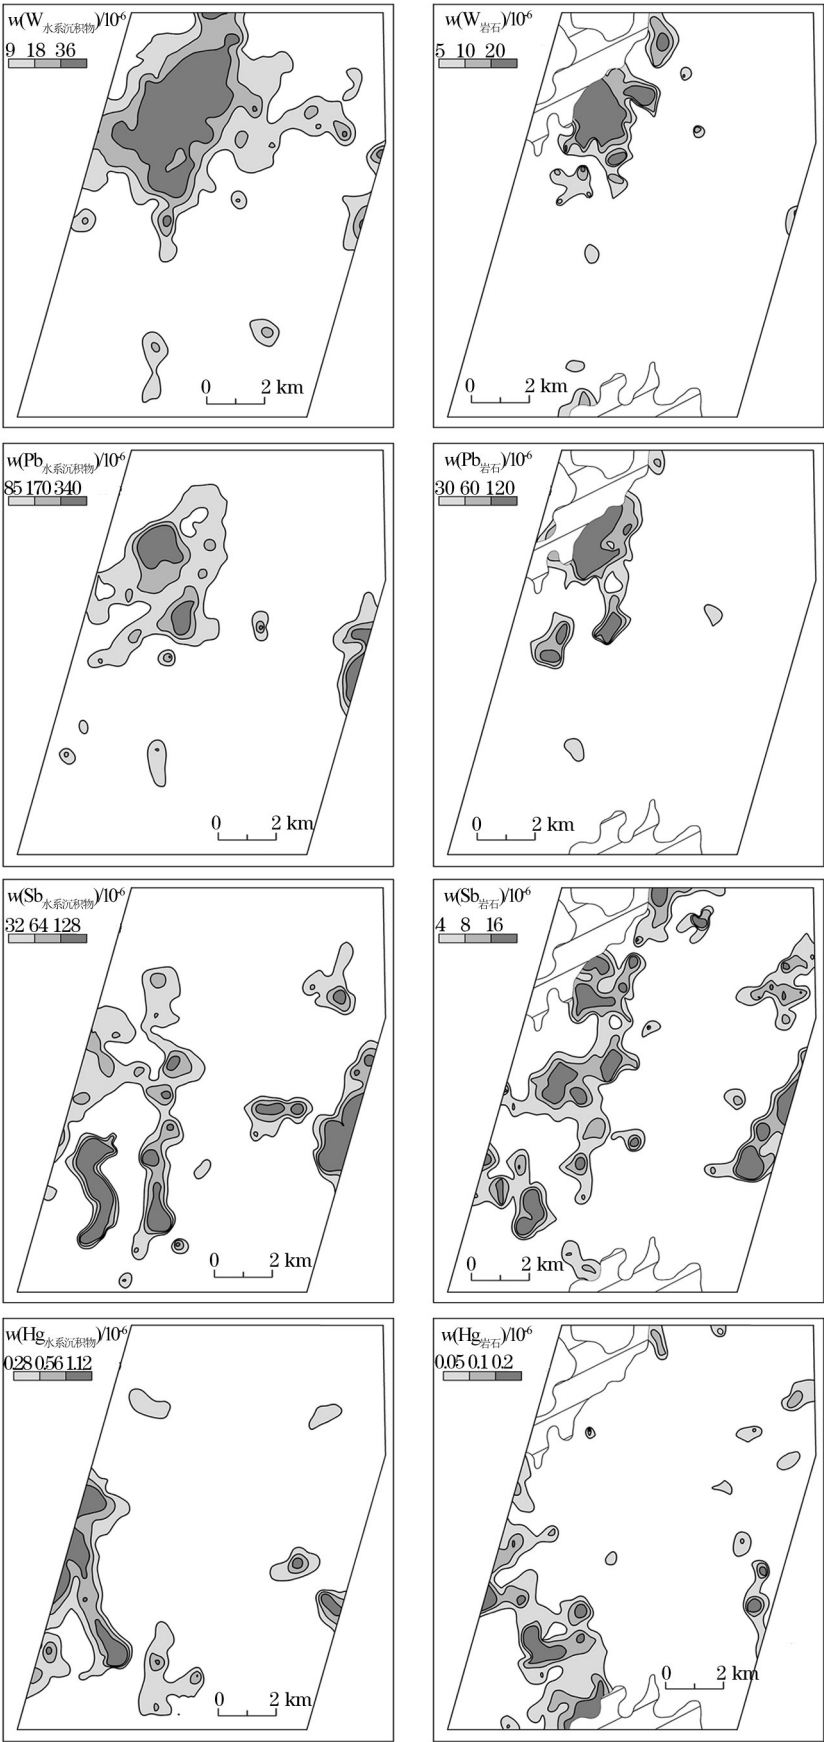 w(W水系沉积物)/10-6
9 18 36
0 2 km
w(W岩石)/10-6
5 10 20
0 2 km
w(Pb水系沉积物)/10-6
85 170 340
0 2 km
w(Pb岩石)/10-6
30 60 120
0 2 km
w(Sb水系沉积物)/10-6
32 64 128
0 2 km
w(Sb岩石)/10-6
4 8 16
0 2 km
w(Hg水系沉积物)/10-6
0.28 0.56 1.12
0 2 km
w(Hg岩石)/10-6
0.05 0.1 0.2
0 2 km